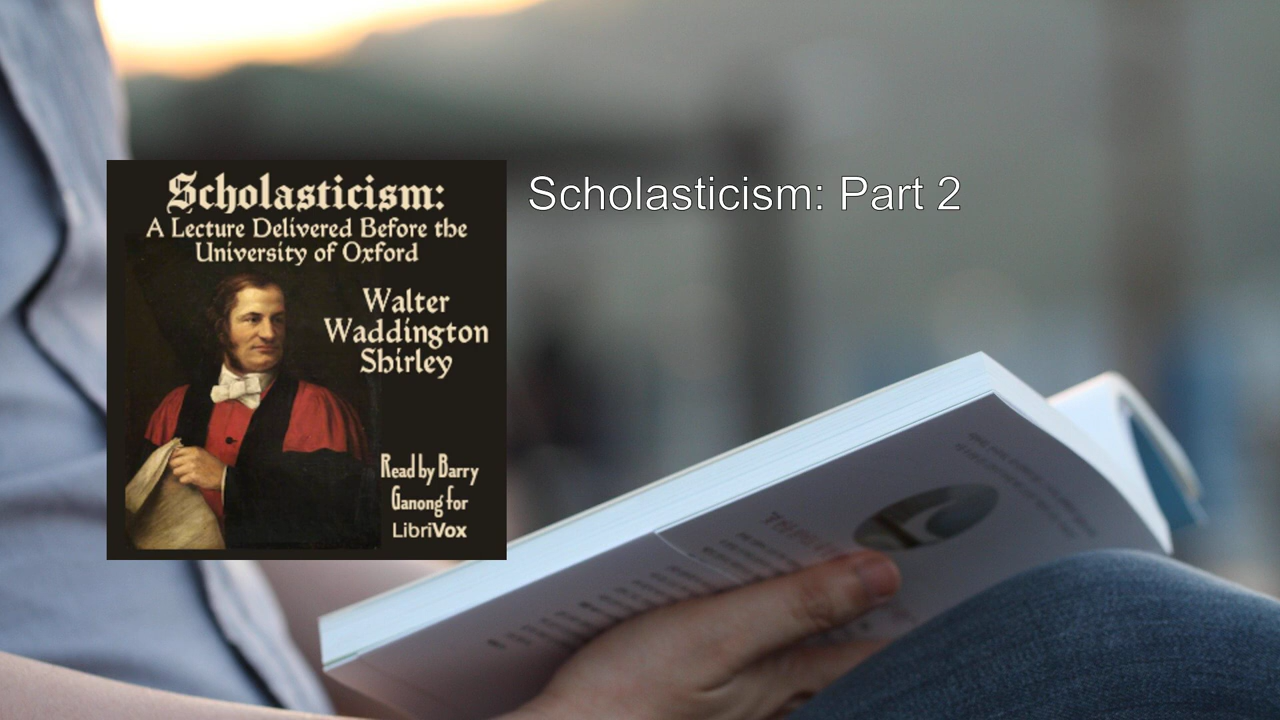 Scholasticism:
A Lecture Delivered Before the
University of Oxford
Walter
Waddington
Shirley
Read by Barry
Ganong for
LibriVox
Scholasticism: Part 2